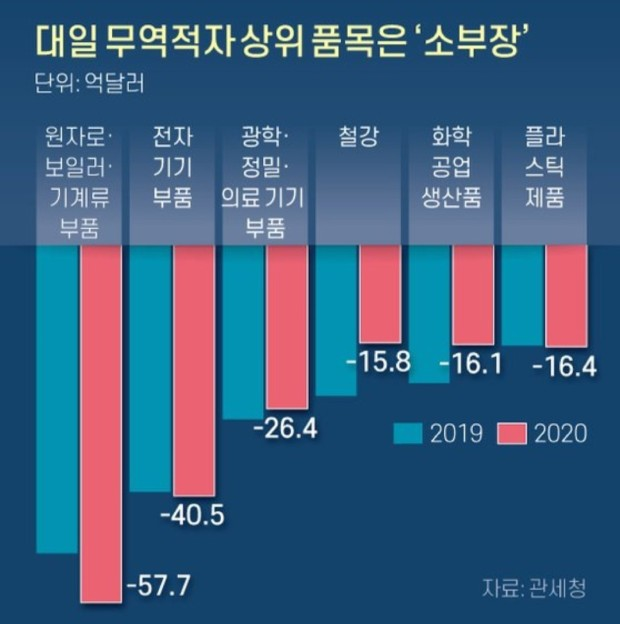 대일 무역적자 상위 품목은 ‘소부장’
단위: 억달러
원자로·
보일러·
기계류
부품
전자
기기
부품
광학·
정밀·
의료 기기
부품
철강
화학
공업
생산품
플라
스틱
제품
-15.8
-16.1
-16.4
-26.4
2019
2020
-40.5
-57.7
자료: 관세청